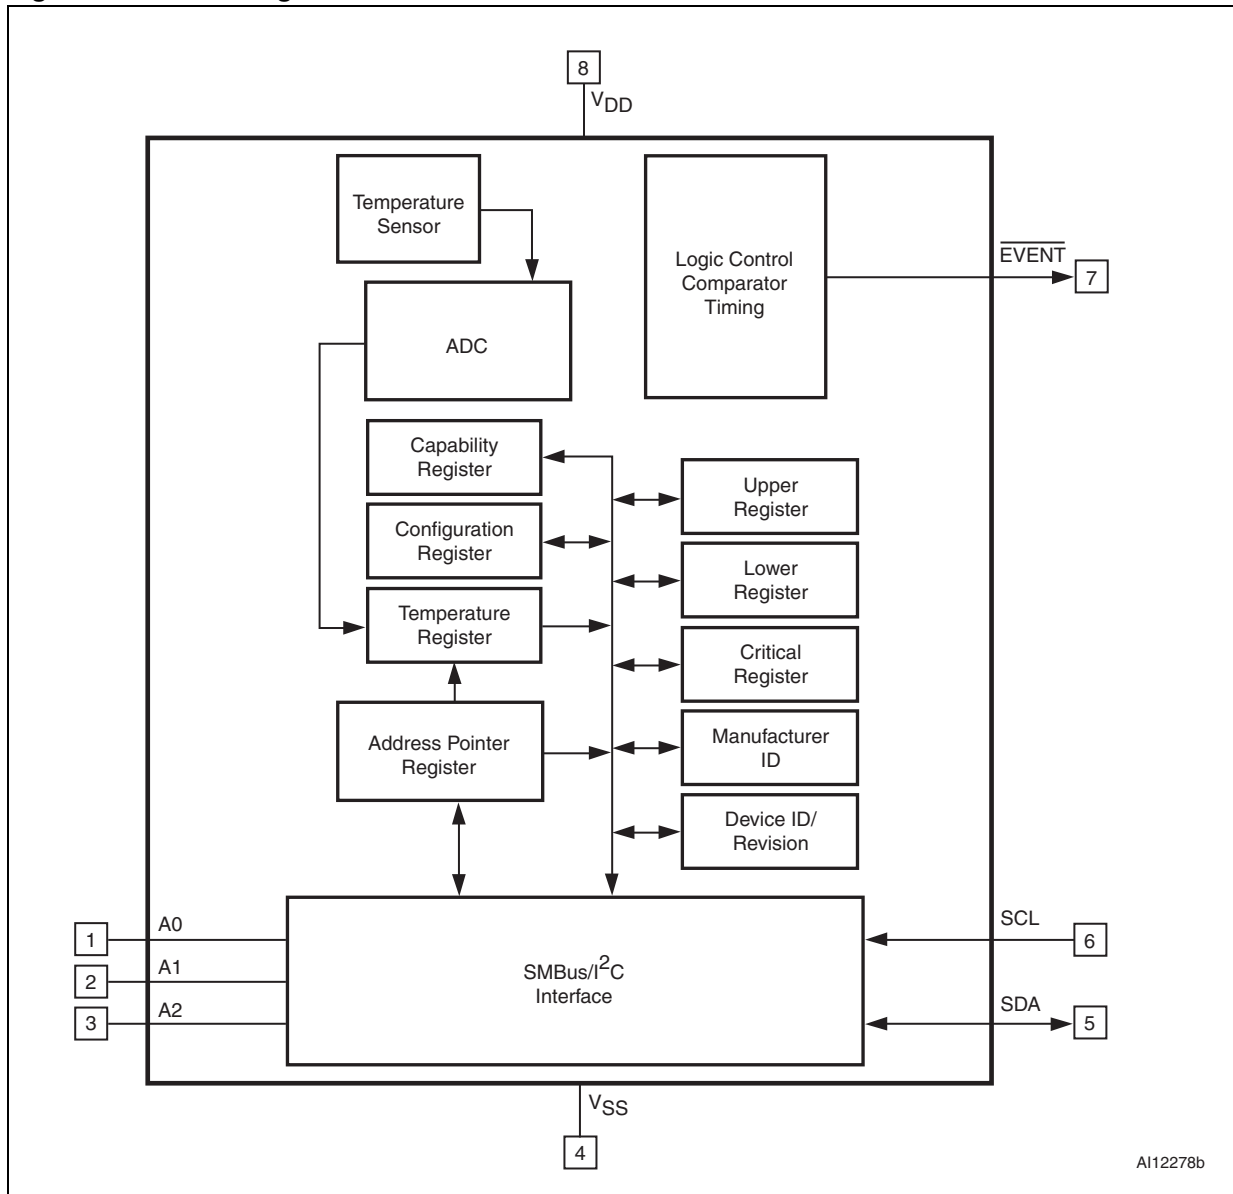 8
VDD
Temperature
Sensor
Logic Control
Comparator
Timing
EVENT
7
ADC
Capability
Register
Upper
Register
Configuration
Register
Lower
Register
Temperature
Register
Critical
Register
Address Pointer
Register
Manufacturer
ID
Device ID/
Revision
1
A0
2
A1
3
A2
SMBus/I2C
Interface
SCL
6
SDA
5
VSS
4
AI12278b